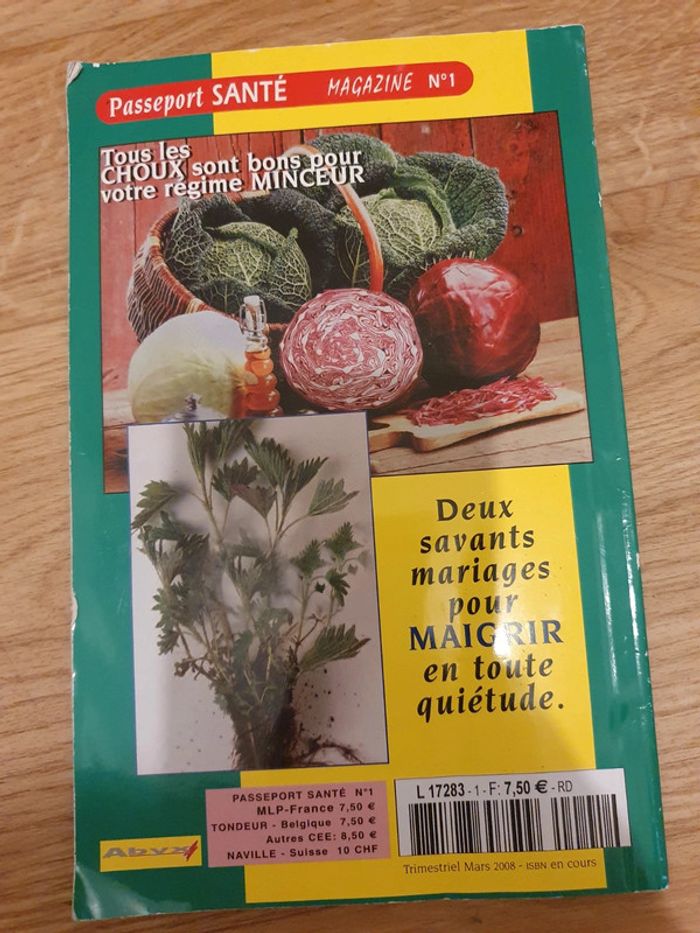 Passeport SANTÉ MAGAZINE N°1
Tous les
CHOUX sont bons pour
votre régime MINCEUR
Deux
savants
mariages
pour
MAIGRIR
en toute
quiétude.
PASSEPORT SANTÉ N°1
MLP-France 7,50 €
TONDEUR - Belgique 7,50 €
Autres CEE: 8,50 €
NAVILLE - Suisse 10 CHF
Abyx
L 17283 - 1 - F: 7,50 € - RD
Trimestriel Mars 2008 - ISBN en cours